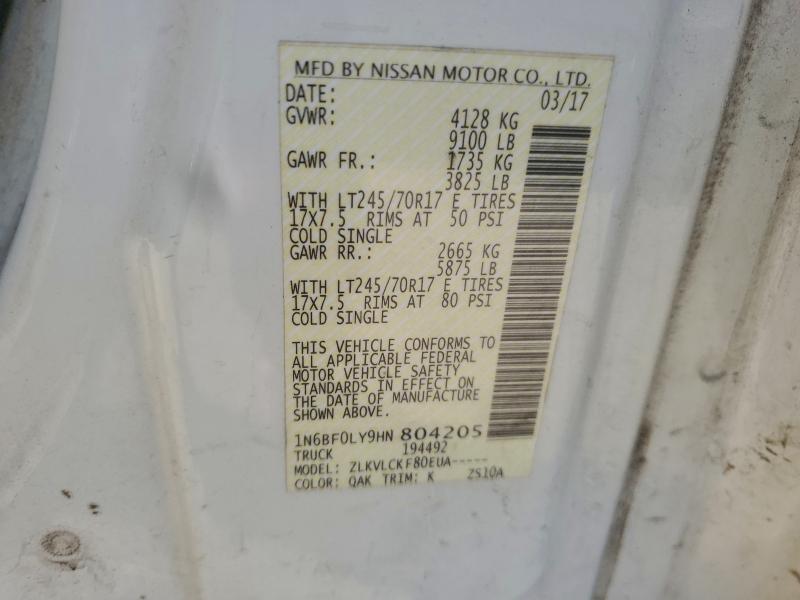 MFD BY NISSAN MOTOR CO., LTD.
DATE: 03/17
GVWR: 4128 KG
9100 LB
GAWR FR.: 1735 KG
3825 LB
WITH LT245/70R17 E TIRES
17X7.5 RIMS AT 50 PSI
COLD SINGLE
GAWR RR.: 2665 KG
5875 LB
WITH LT245/70R17 E TIRES
17X7.5 RIMS AT 80 PSI
COLD SINGLE
THIS VEHICLE CONFORMS TO
ALL APPLICABLE FEDERAL
MOTOR VEHICLE SAFETY
STANDARDS IN EFFECT ON
THE DATE OF MANUFACTURE
SHOWN ABOVE.
1N6BF0LY9HN 804205
TRUCK 194492
MODEL: ZLKVLCKF80EUA-----
COLOR: QAK TRIM: K ZS10A